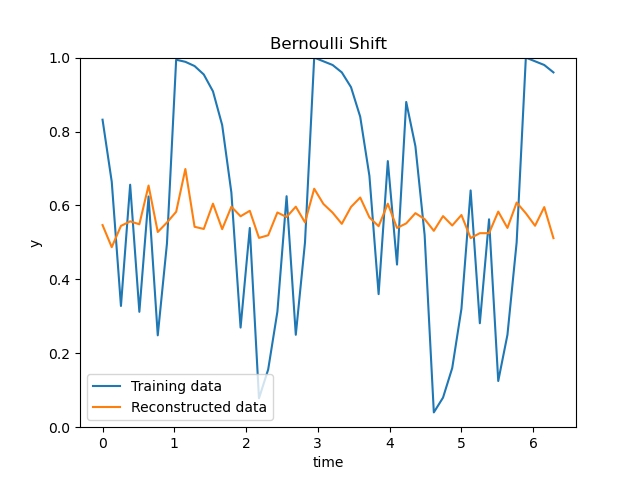 Bernoulli Shift
1.0
0.8
0.6
0.4
0.2
0.0
y
Training data
Reconstructed data
0 1 2 3 4 5 6
time